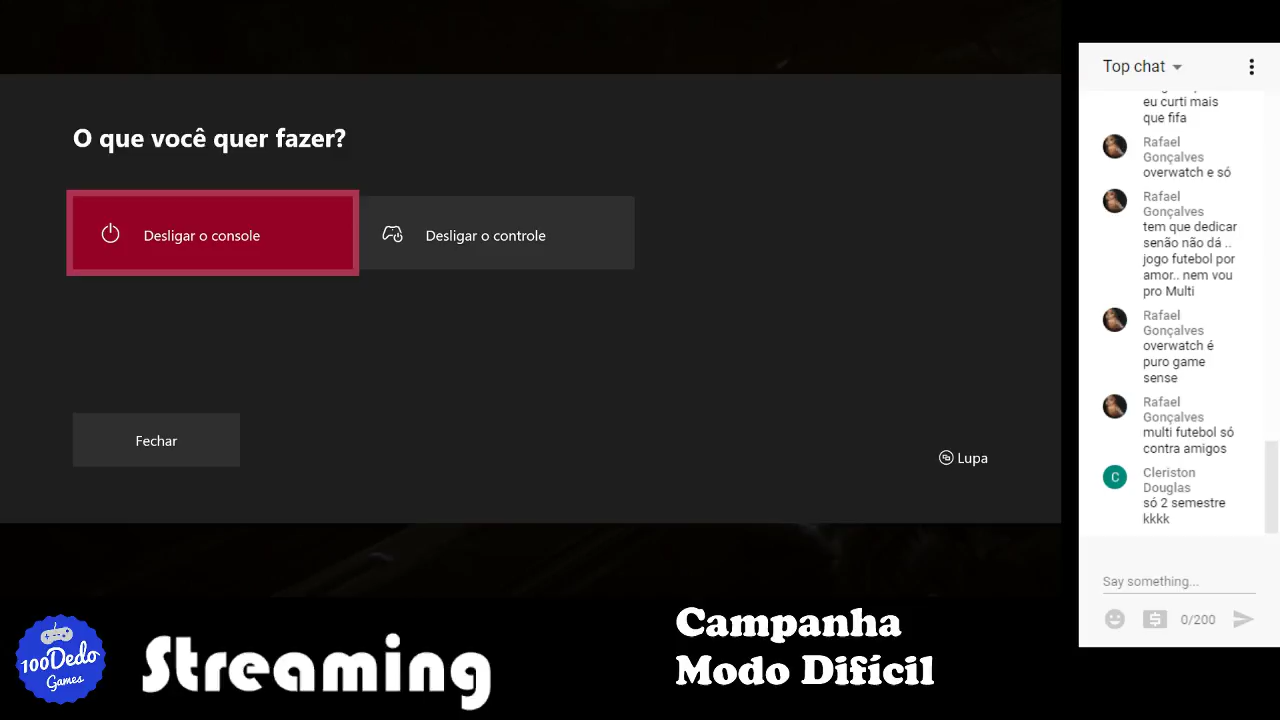 O que você quer fazer?
Desligar o console
Desligar o controle
Fechar
Lupa
Top chat
eu curti mais
que fifa
Rafael
Gonçalves
overwatch e só
Rafael
Gonçalves
tem que dedicar
senão não dá ..
jogo futebol por
amor.. nem vou
pro Multi
Rafael
Gonçalves
overwatch é
puro game
sense
Rafael
Gonçalves
multi futebol só
contra amigos
C
Cleriston
Douglas
só 2 semestre
kkkk
Say something...
0/200
100Dedo
Games
Streaming
Campanha
Modo Difícil